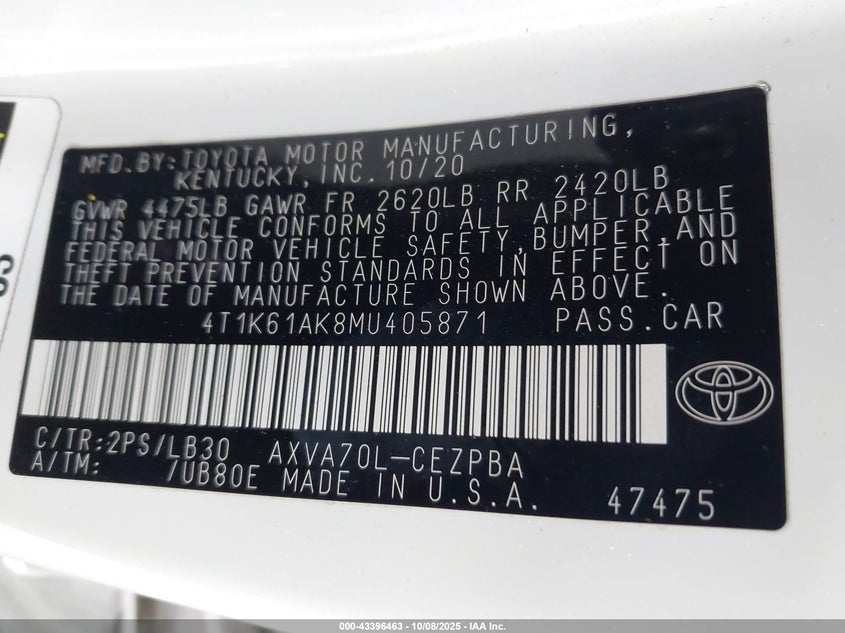 MFD.BY:TOYOTA MOTOR MANUFACTURING,
KENTUCKY, INC. 10/20
GVWR 4475LB GAWR FR 2620LB RR 2420LB
THIS VEHICLE CONFORMS TO ALL APPLICABLE
FEDERAL MOTOR VEHICLE SAFETY,BUMPER,AND
THEFT PREVENTION STANDARDS IN EFFECT ON
THE DATE OF MANUFACTURE SHOWN ABOVE.
4T1K61AK8MU405871 PASS.CAR
C/TR:2PS/LB30 AXVA70L-CEZPBA
A/TM: /UB80E MADE IN U.S.A. 47475
000-43396463 - 10/08/2025 - IAA Inc.